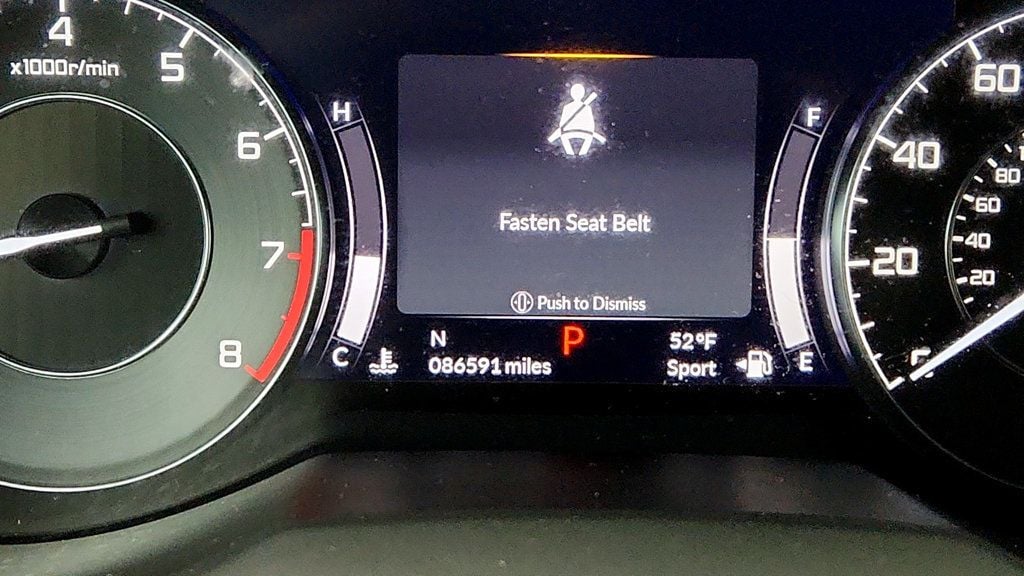 4
5
x1000r/min
6
7
8
H
C
Fasten Seat Belt
Push to Dismiss
N
P
52°F
086591 miles
Sport
F
E
60
40
20
80
60
40
20